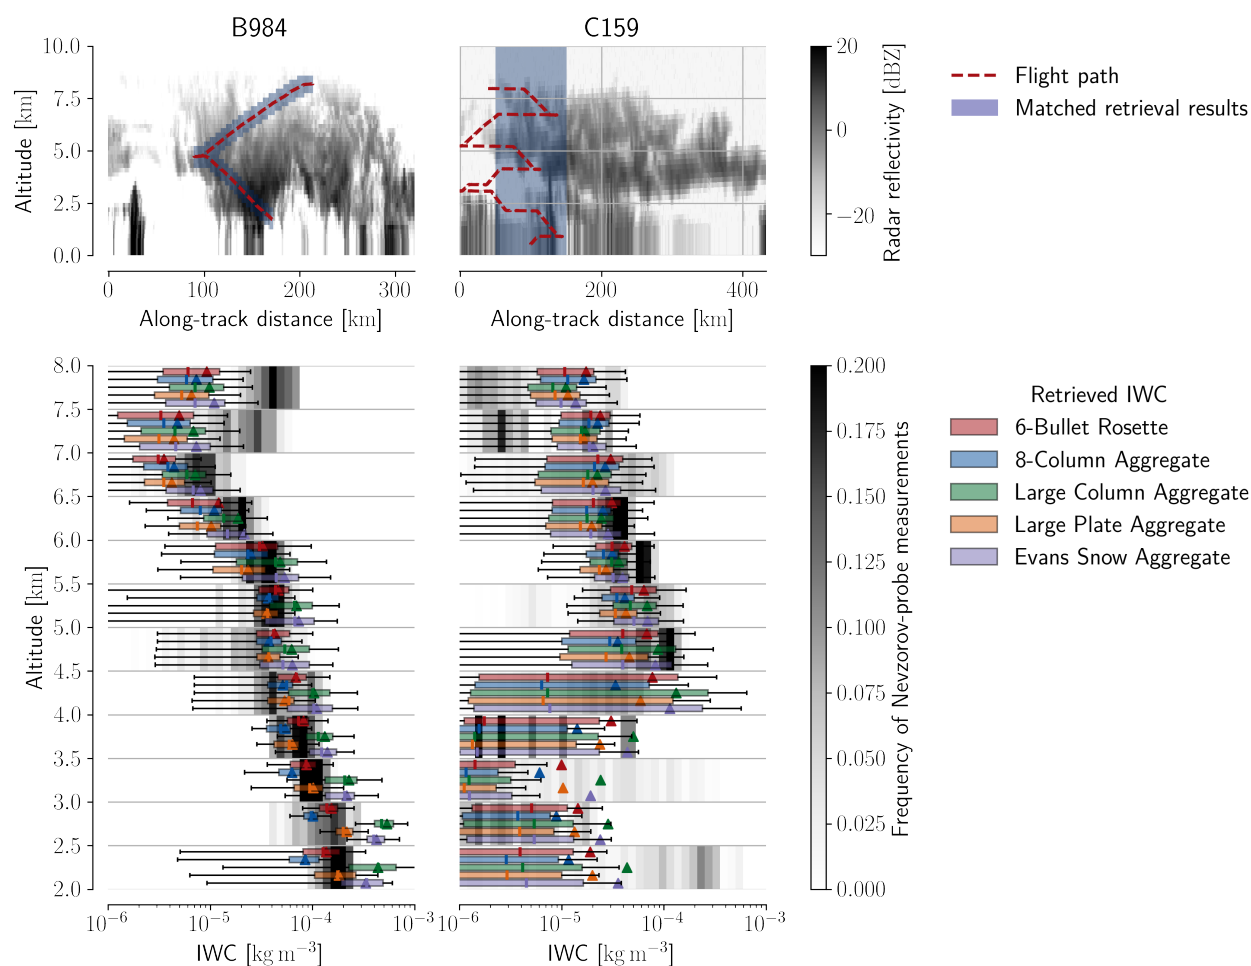 B984
C159
10.0
7.5
5.0
2.5
0.0
Altitude [km]
0
100
200
300
Along-track distance [km]
0
200
400
Along-track distance [km]
20
0
−20
Radar reflectivity [dBZ]
Flight path
Matched retrieval results
8.0
7.5
7.0
6.5
6.0
5.5
5.0
4.5
4.0
3.5
3.0
2.5
2.0
Altitude [km]
10⁻⁶
10⁻⁵
10⁻⁴
10⁻³
IWC [kg m⁻³]
10⁻⁶
10⁻⁵
10⁻⁴
10⁻³
IWC [kg m⁻³]
0.200
0.175
0.150
0.125
0.100
0.075
0.050
0.025
0.000
Frequency of Nevzorov-probe measurements
Retrieved IWC
6-Bullet Rosette
8-Column Aggregate
Large Column Aggregate
Large Plate Aggregate
Evans Snow Aggregate